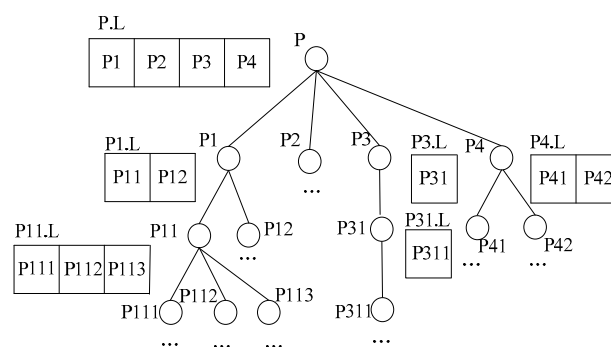 P.L
P
P1 P2 P3 P4
P1.L
P1
P2
P3
P3.L
P4
P4.L
P11 P12
...
P31
P41 P42
P11.L
P11
P12
P31
P31.L
P41
P42
P111 P112 P113
...
P311
...
...
P111
P112
P113
P311
...
...
...
...